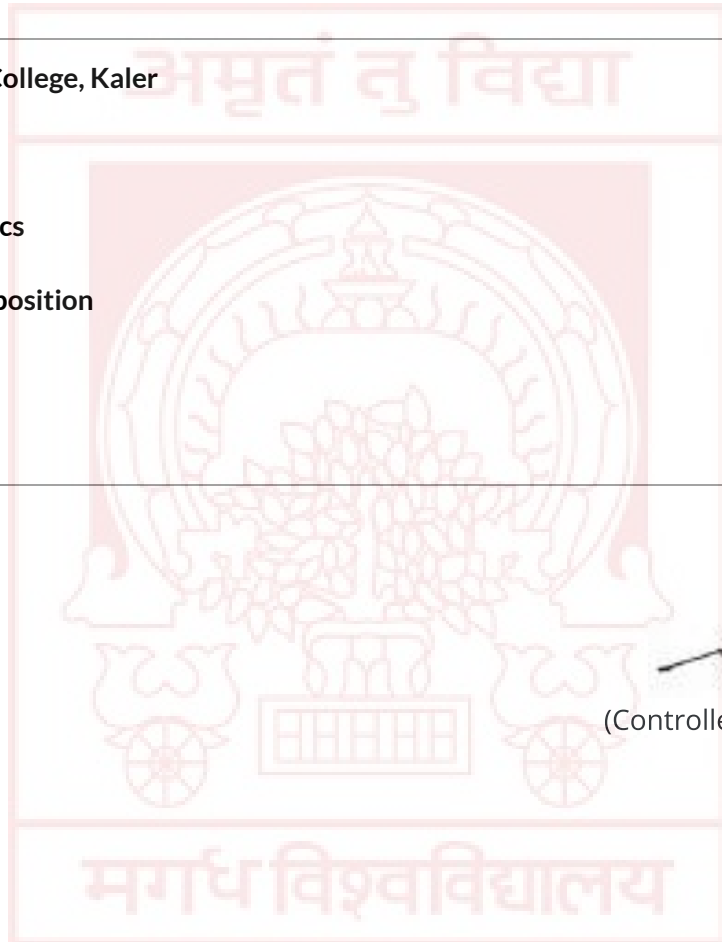 अमृतं तु विद्या
College, Kaler
cs
position
(Controlle
मगध विश्वविद्यालय